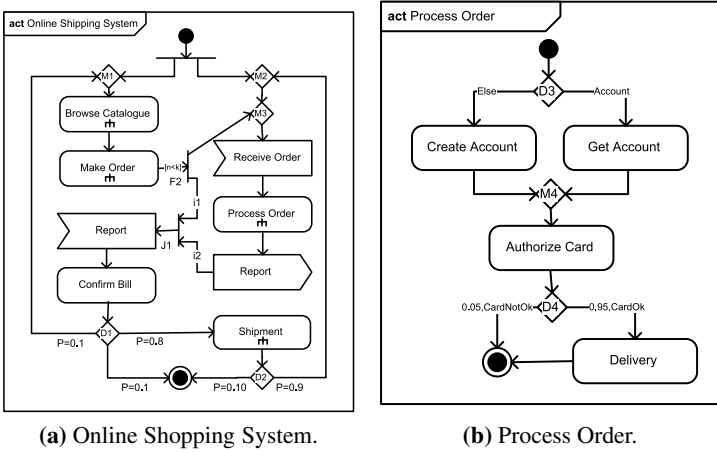 act Online Shopping System
M1
M2
Browse Catalogue
M3
Make Order
[n<k]
F2
Receive Order
i1
Process Order
Report
J1
i2
Report
Confirm Bill
D1
P=0.1
P=0.8
Shipment
P=0.1
P=0.10
D2
P=0.9
(a) Online Shopping System.
act Process Order
D3
Else
Account
Create Account
Get Account
M4
Authorize Card
0.05,CardNotOk
D4
0.95,CardOk
Delivery
(b) Process Order.